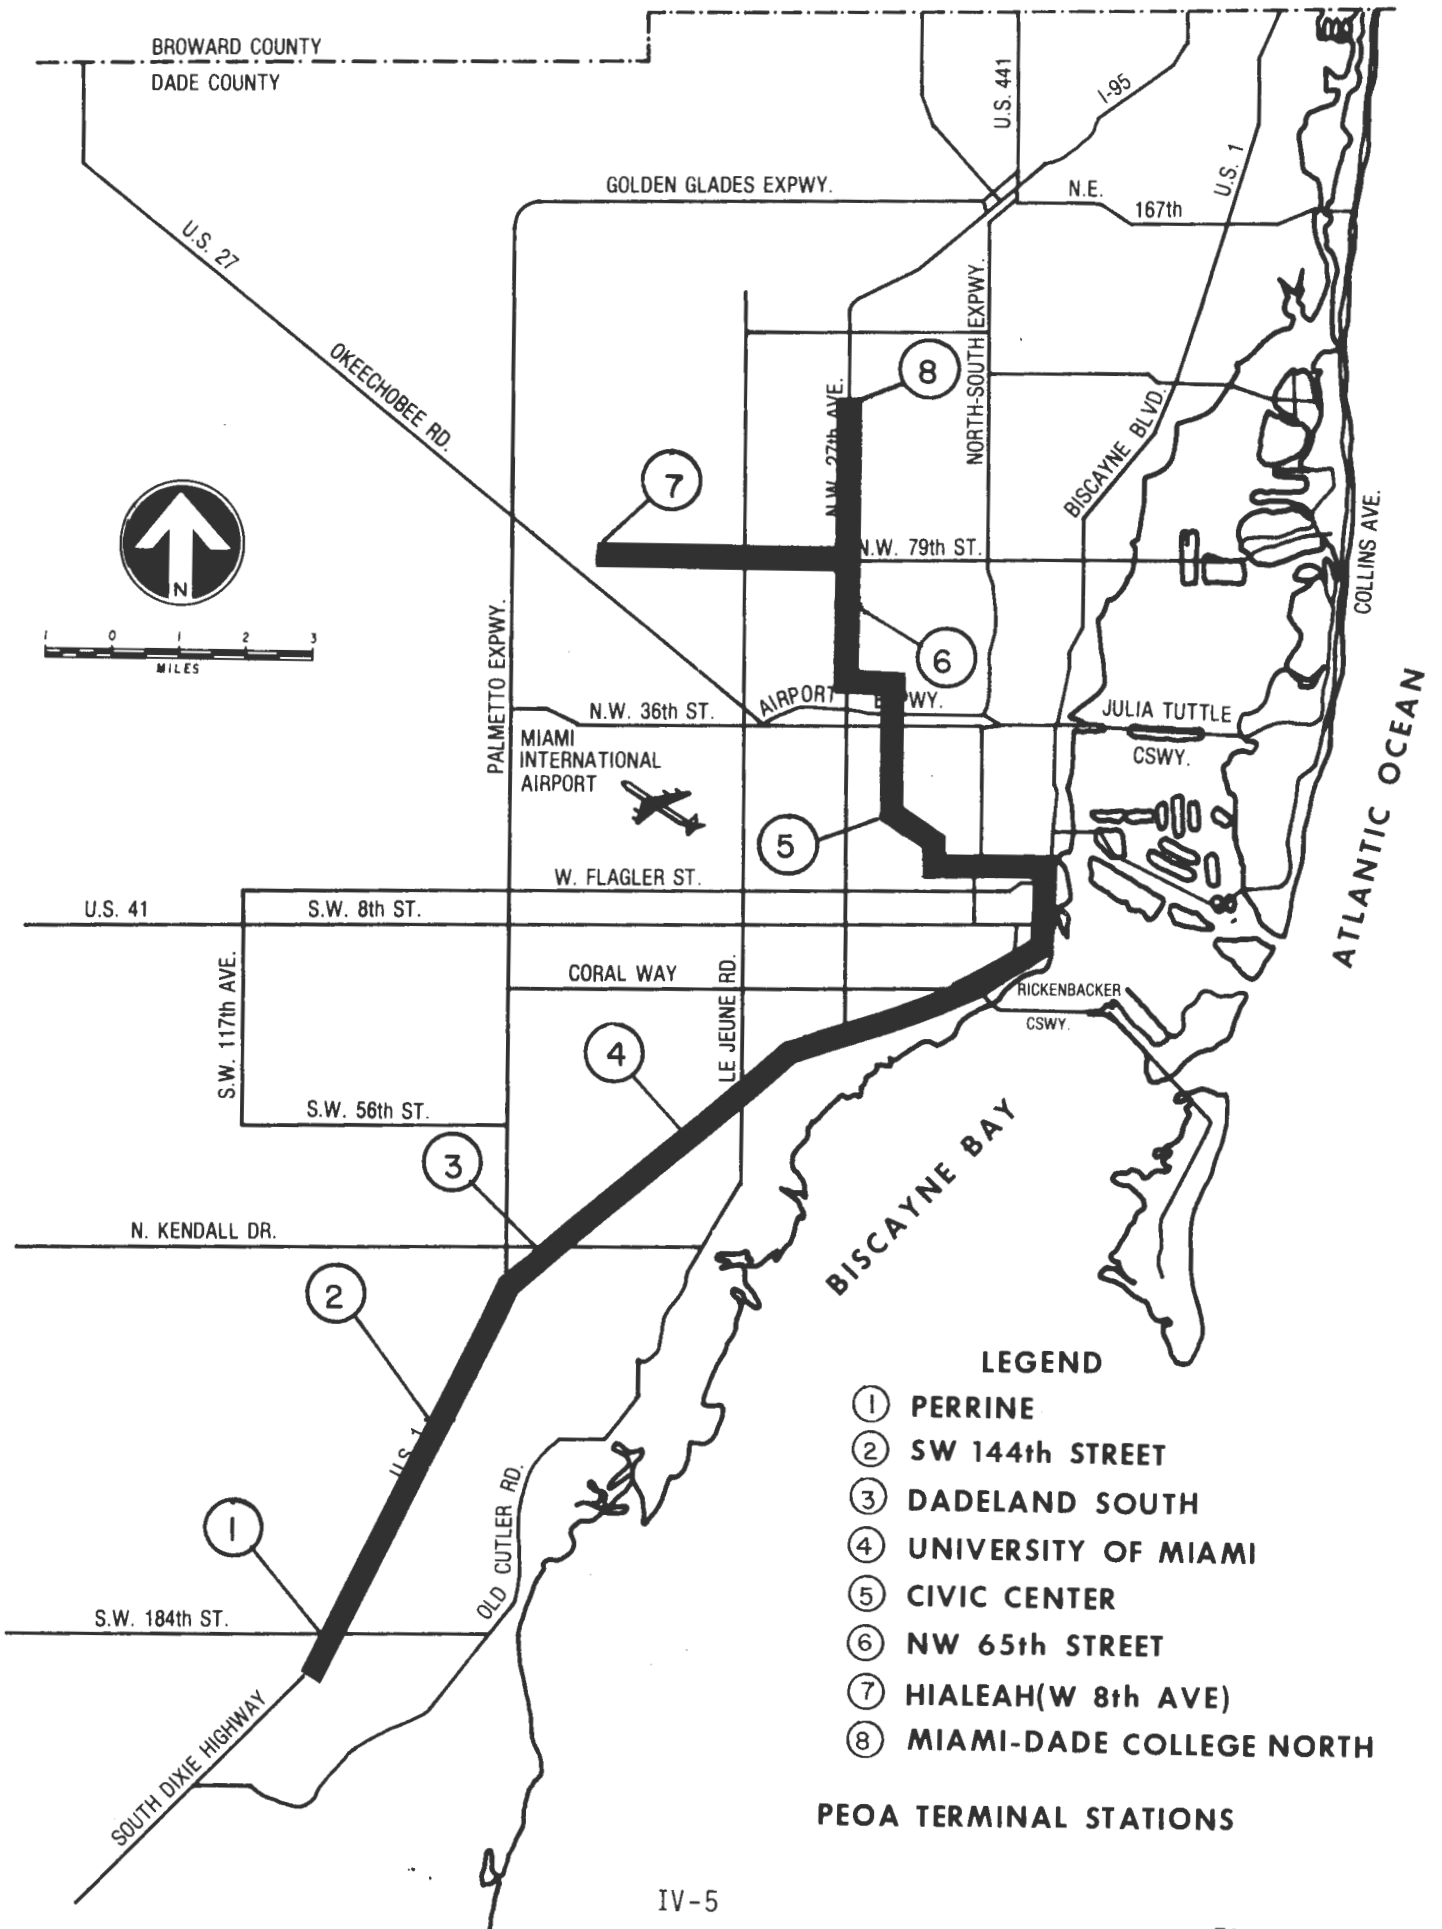 BROWARD COUNTY
DADE COUNTY
U.S. 441
I-95
U.S. 1
GOLDEN GLADES EXPWY.
N.E.
167th
U.S. 27
OKEECHOBEE RD.
NORTH-SOUTH EXPWY.
N.W. 27th AVE.
8
BISCAYNE BLVD.
7
COLLINS AVE.
N.W. 79th ST.
N
1 0 1 2 3
MILES
PALMETTO EXPWY.
6
AIRPORT EXPWY.
N.W. 36th ST.
JULIA TUTTLE
CSWY.
MIAMI
INTERNATIONAL
AIRPORT
ATLANTIC OCEAN
5
W. FLAGLER ST.
U.S. 41
S.W. 8th ST.
S.W. 117th AVE.
CORAL WAY
LE JEUNE RD.
RICKENBACKER
CSWY.
4
S.W. 56th ST.
3
BISCAYNE BAY
N. KENDALL DR.
2
U.S. 1
1
OLD CUTLER RD.
S.W. 184th ST.
SOUTH DIXIE HIGHWAY
LEGEND
1 PERRINE
2 SW 144th STREET
3 DADELAND SOUTH
4 UNIVERSITY OF MIAMI
5 CIVIC CENTER
6 NW 65th STREET
7 HIALEAH(W 8th AVE)
8 MIAMI-DADE COLLEGE NORTH
PEOA TERMINAL STATIONS
IV-5